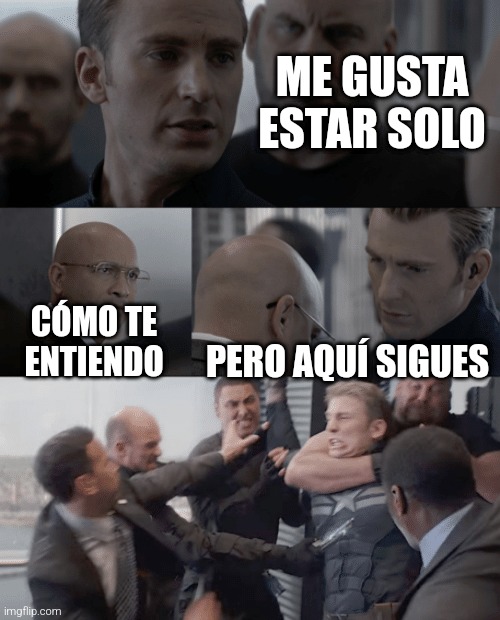 ME GUSTA
ESTAR SOLO
CÓMO TE
ENTIENDO
PERO AQUÍ SIGUES
imgflip.com